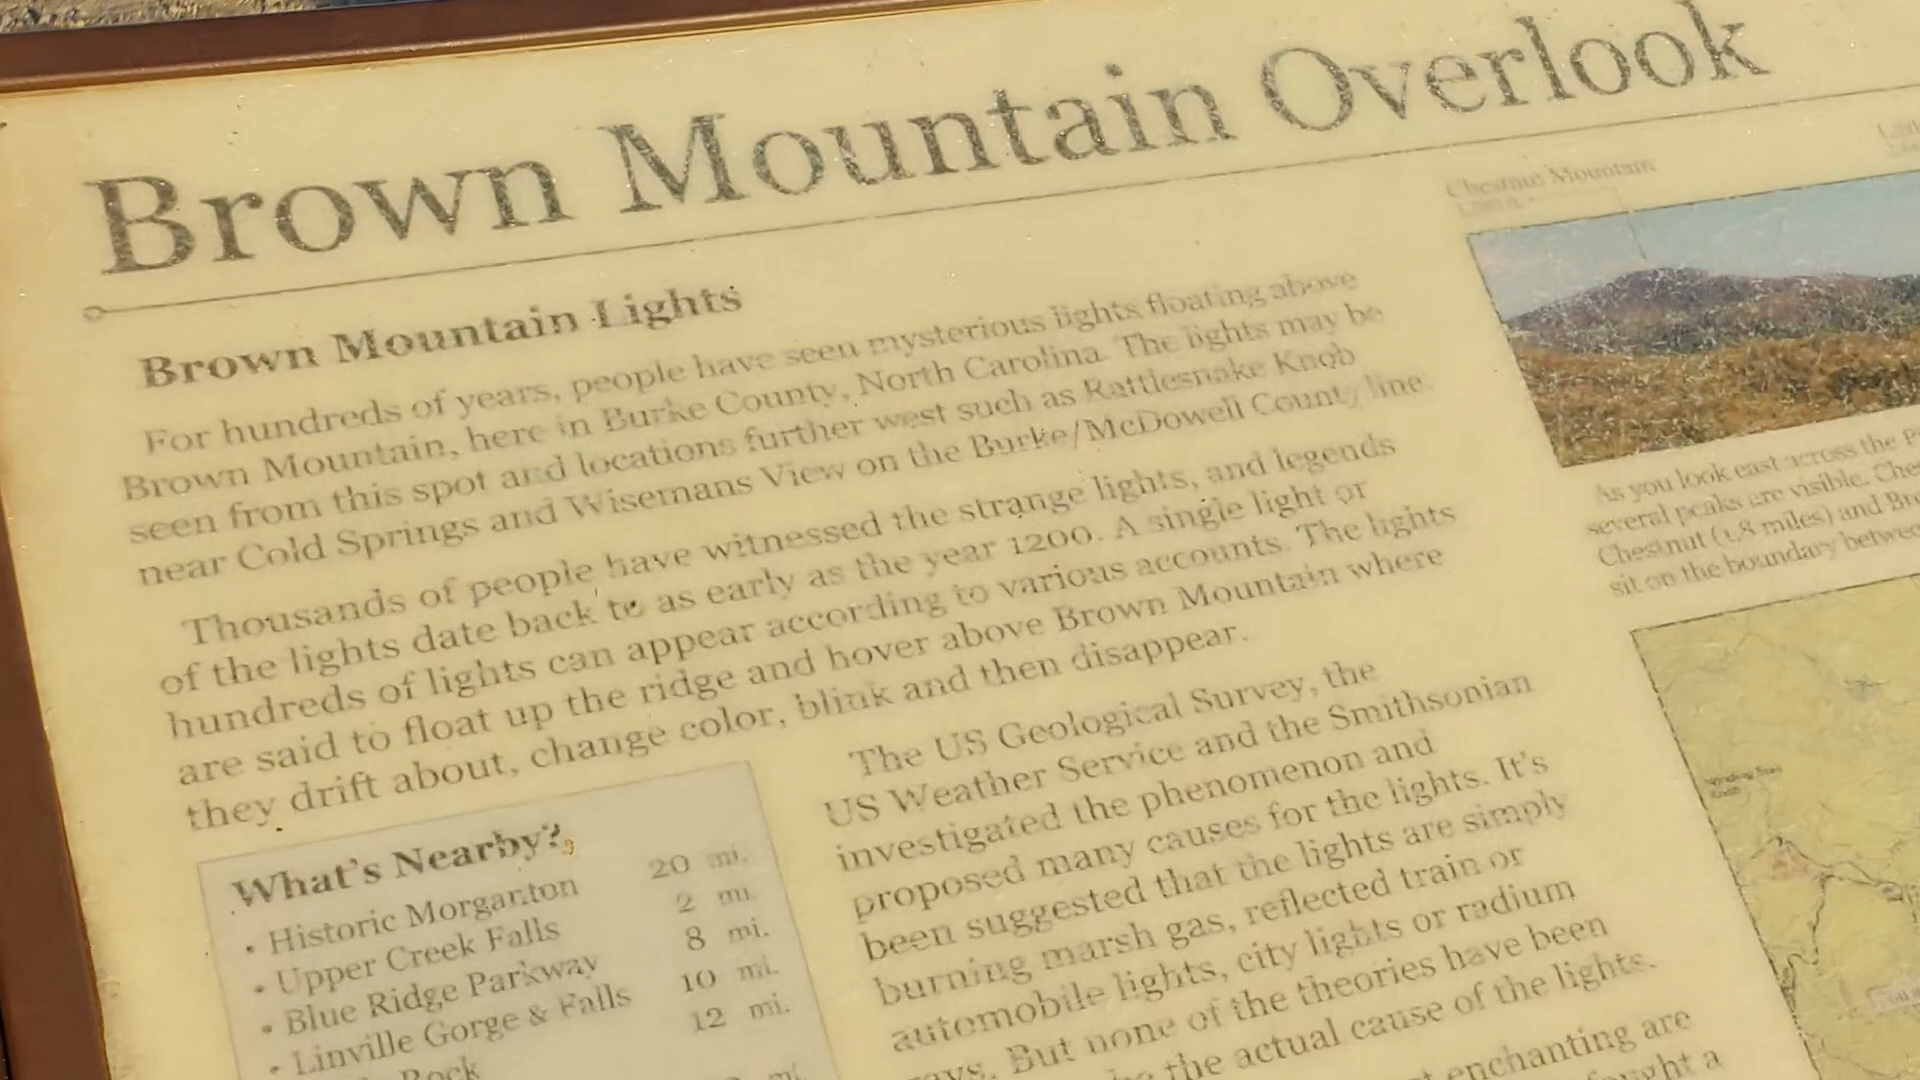 Brown Mountain Overlook
Brown Mountain Lights
For hundreds of years, people have seen mysterious lights floating above
Brown Mountain, here in Burke County, North Carolina. The lights may be
seen from this spot and locations further west such as Rattlesnake Knob
near Cold Springs and Wisemans View on the Burke/McDowell County line.
Thousands of people have witnessed the strange lights, and legends
of the lights date back to as early as the year 1200. A single light or
hundreds of lights can appear according to various accounts. The lights
are said to float up the ridge and hover above Brown Mountain where
they drift about, change color, blink and then disappear.
The US Geological Survey, the
US Weather Service and the Smithsonian
investigated the phenomenon and
proposed many causes for the lights. It's
been suggested that the lights are simply
burning marsh gas, reflected train or
automobile lights, city lights or radium
But none of the theories have been
the actual cause of the lights.
enchanting are
a
What's Nearby?
• Historic Morganton 20 mi.
• Upper Creek Falls 2 mi.
• Blue Ridge Parkway 8 mi.
• Linville Gorge & Falls 10 mi.
Rock 12 mi.
mi.
Chestnut Mountain
As you look east across the
several peaks are visible.
Chestnut (1.8 miles) and
sit on the boundary